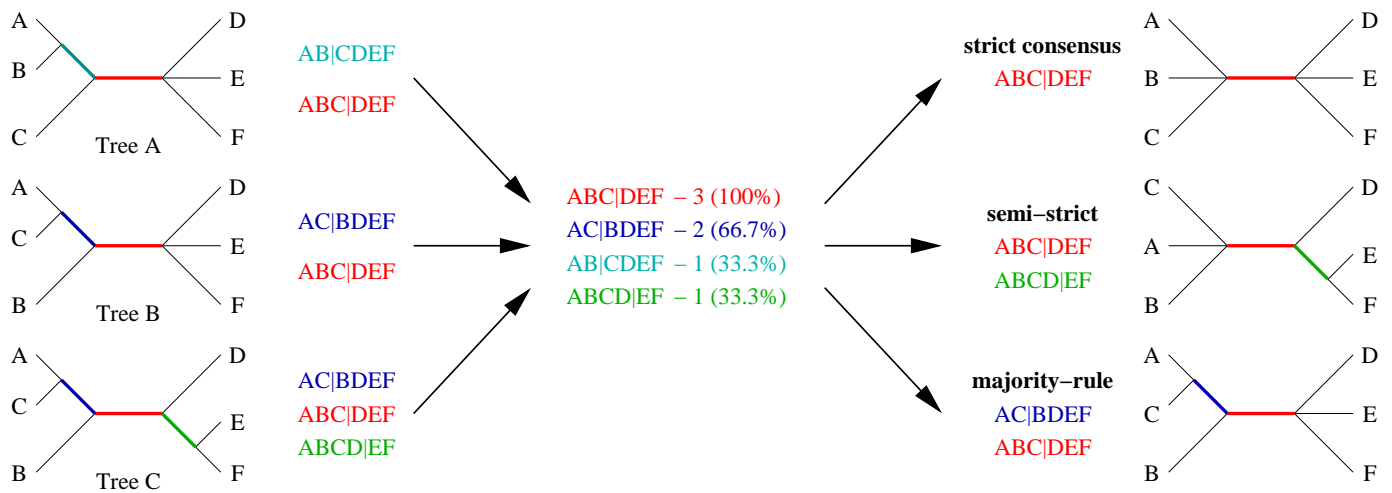 A
B
C
D
E
F
Tree A
AB|CDEF
ABC|DEF
A
C
B
D
E
F
Tree B
AC|BDEF
ABC|DEF
A
C
B
D
E
F
Tree C
AC|BDEF
ABC|DEF
ABCD|EF
ABC|DEF – 3 (100%)
AC|BDEF – 2 (66.7%)
AB|CDEF – 1 (33.3%)
ABCD|EF – 1 (33.3%)
strict consensus
ABC|DEF
A
B
C
D
E
F
semi–strict
ABC|DEF
ABCD|EF
C
A
B
D
E
F
majority–rule
AC|BDEF
ABC|DEF
A
C
B
D
E
F